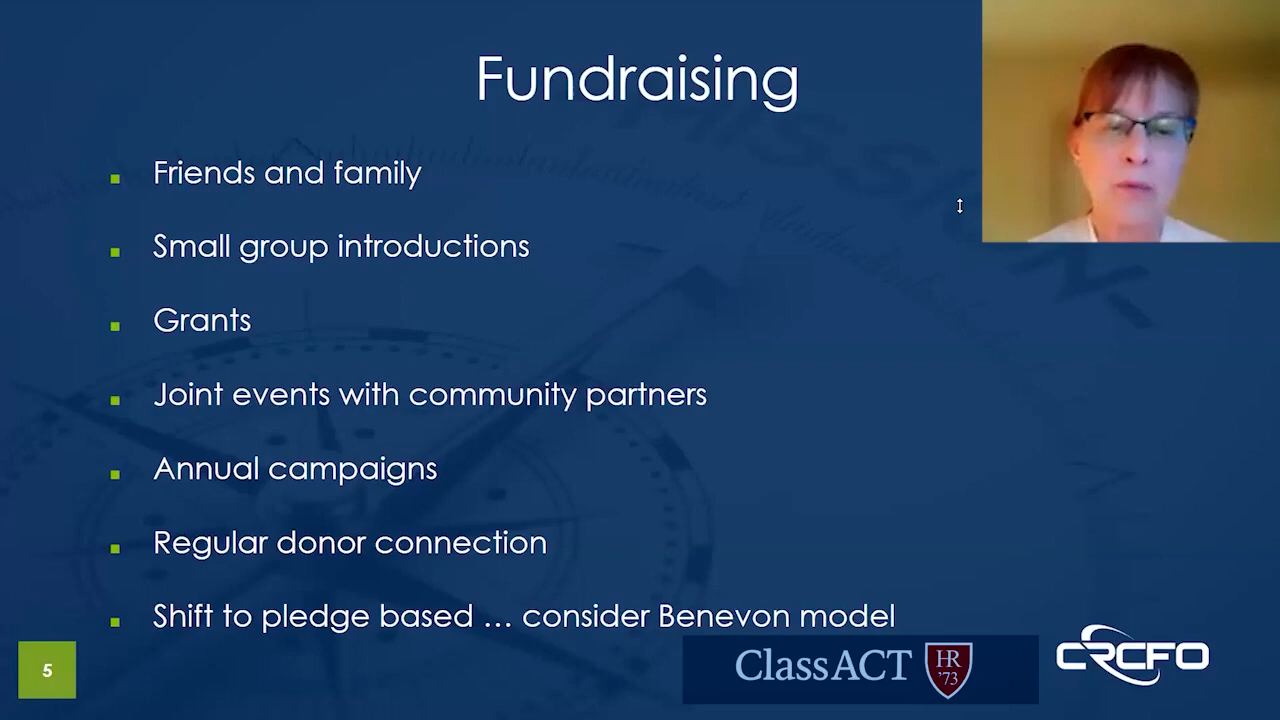 Fundraising
Friends and family
Small group introductions
Grants
Joint events with community partners
Annual campaigns
Regular donor connection
Shift to pledge based … consider Benevon model
5
ClassACT
HR
'73
CRCFO